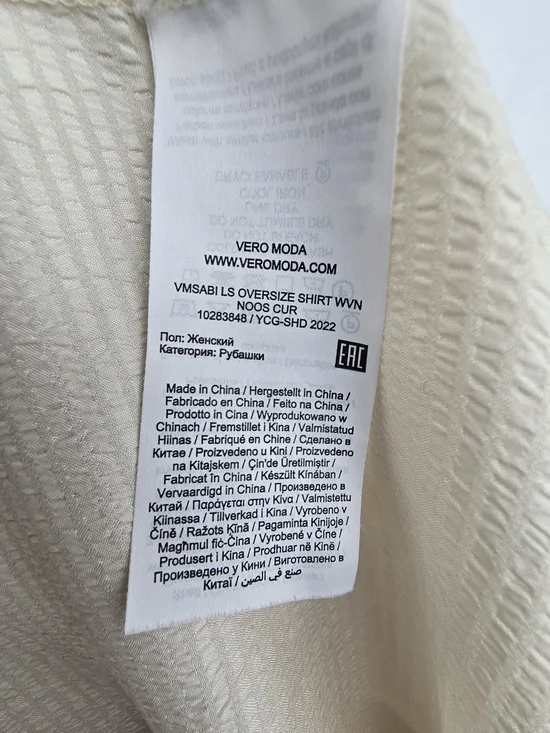 VERO MODA
WWW.VEROMODA.COM
VMSABI LS OVERSIZE SHIRT WVN
NOOS CUR
10283848 / YCG-SHD 2022
Пол: Женский
Категория: Рубашки
EAC
Made in China / Hergestellt in China /
Fabricado en China / Feito na China /
Prodotto in Cina / Wyprodukowano w
Chinach / Fremstillet i Kina / Valmistatud
Hiinas / Fabriqué en Chine / Сделано в
Китае / Proizvedeno u Kini / Proizvedeno
na Kitajskem / Çin'de Üretilmiştir /
Fabricat în China / Készült Kínában /
Vervaardigd in China / Произведено в
Китай / Παράγεται στην Κίνα / Valmistettu
Kiinassa / Tillverkad i Kina / Vyrobeno v
Číně / Ražots Ķīnā / Pagaminta Kinijoje /
Magħmul fiċ-Ċina / Vyrobené v Číne /
Produsert i Kina / Prodhuar në Kinë /
Произведено у Кини / Виготовлено в
Китаї / صنع في الصين